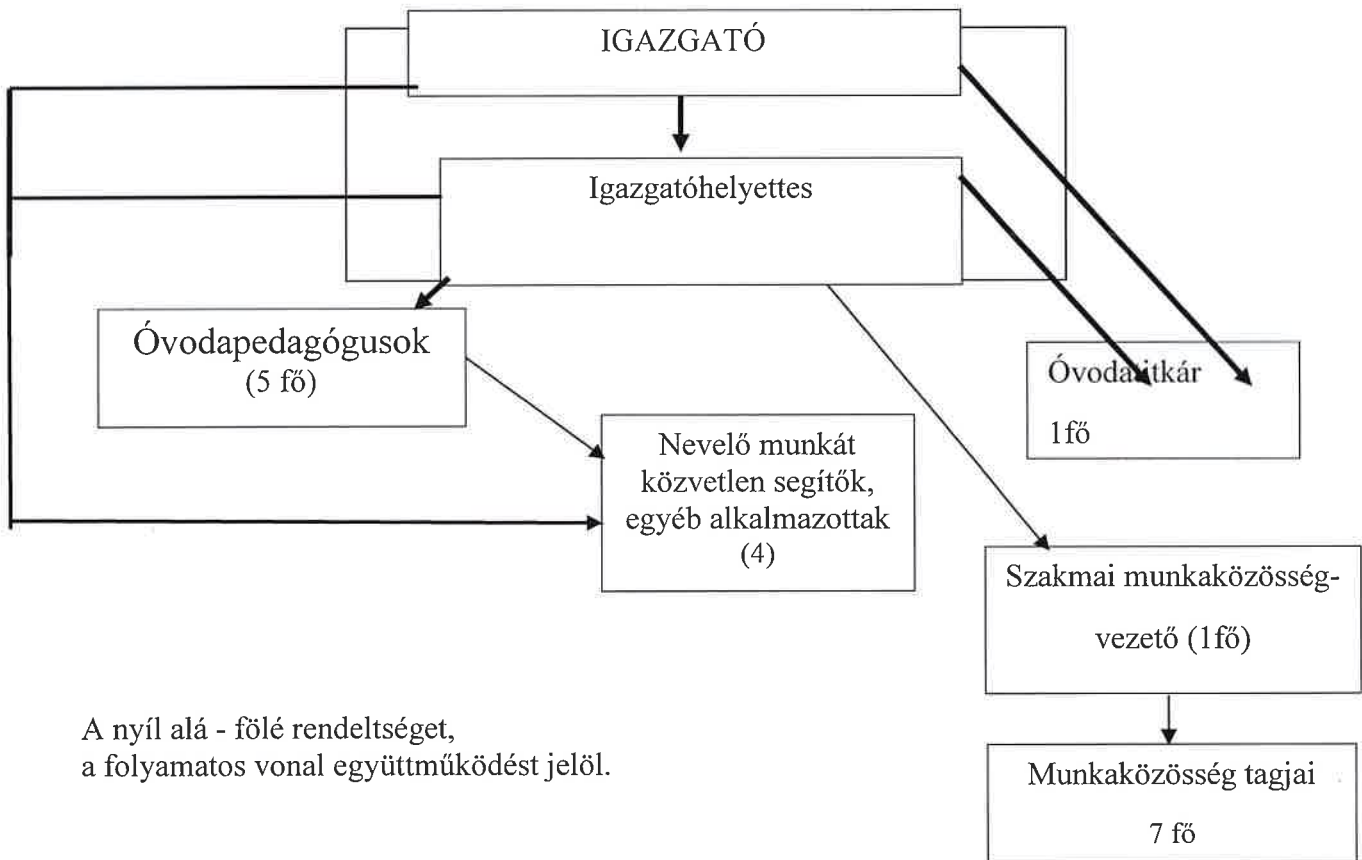 IGAZGATÓ
Igazgatóhelyettes
Óvodapedagógusok
(5 fő)
Óvodatitkár
1fő
Nevelő munkát
közvetlen segítők,
egyéb alkalmazottak
(4)
Szakmai munkaközösség-
vezető (1fő)
A nyíl alá - fölé rendeltséget,
a folyamatos vonal együttműködést jelöl.
Munkaközösség tagjai
7 fő